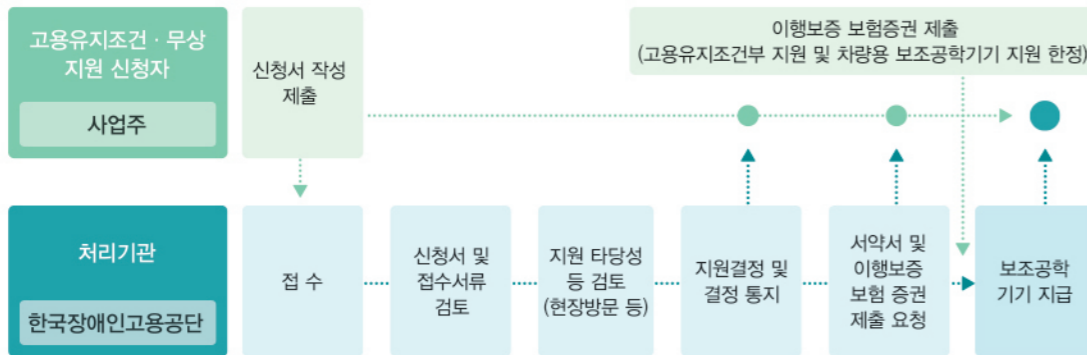 고용유지조건 · 무상
지원 신청자
사업주
신청서 작성
제출
이행보증 보험증권 제출
(고용유지조건부 지원 및 차량용 보조공학기기 지원 한정)
처리기관
한국장애인고용공단
접 수
신청서 및
접수서류
검토
지원 타당성
등 검토
(현장방문 등)
지원결정 및
결정 통지
서약서 및
이행보증
보험 증권
제출 요청
보조공학
기기 지급